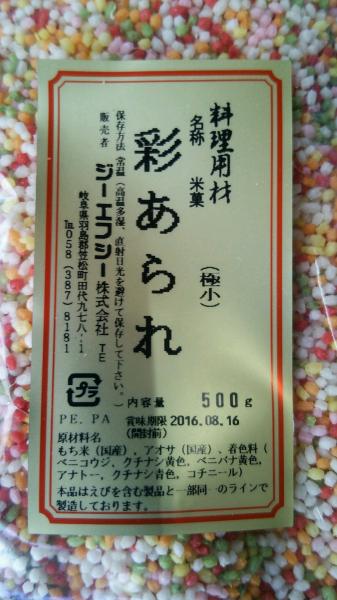 料理用材
名称 米菓
彩あられ
(極小)
保存方法 常温(高温多湿、直射日光を避けて保存して下さい。)
販売者
ジーエフシー株式会社 TE
岐阜県羽島郡笠松町田代九七八-1
℡058(387)8181
プラ
PE. PA
内容量 500g
賞味期限 2016.08.16
(開封前)
原材料名
もち米(国産), アオサ(国産)、着色料(
ベニコウジ, クチナシ黄色, ベニバナ黄色,
アナトー, クチナシ青色, コチニール)
本品はえびを含む製品と一部同一のラインで
製造しております。